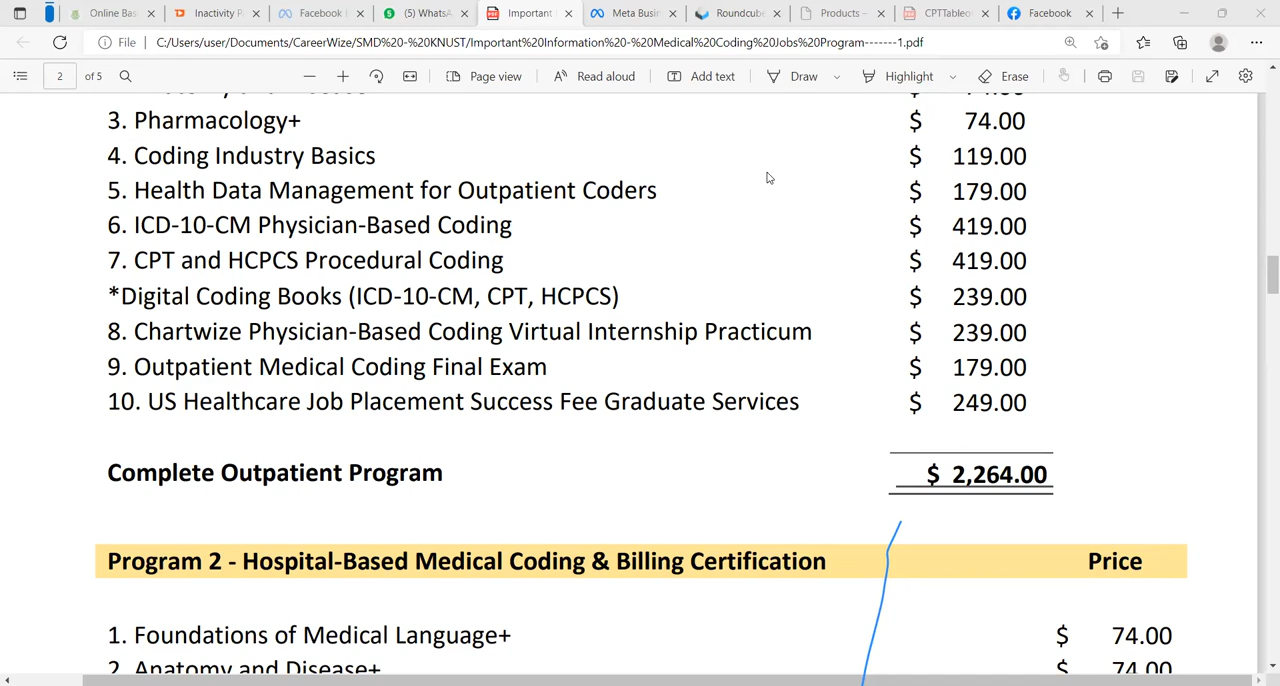 Online Bas
Inactivity P
Facebook
(5) WhatsA
Important
Meta Busin
Roundcube
Products –
CPTTableo
Facebook
File
C:/Users/user/Documents/CareerWize/SMD%20-%20KNUST/Important%20Information%20-%20Medical%20Coding%20Jobs%20Program-------1.pdf
2 of 5
Page view
Read aloud
Add text
Draw
Highlight
Erase
3. Pharmacology+ $ 74.00
4. Coding Industry Basics $ 119.00
5. Health Data Management for Outpatient Coders $ 179.00
6. ICD-10-CM Physician-Based Coding $ 419.00
7. CPT and HCPCS Procedural Coding $ 419.00
*Digital Coding Books (ICD-10-CM, CPT, HCPCS) $ 239.00
8. Chartwize Physician-Based Coding Virtual Internship Practicum $ 239.00
9. Outpatient Medical Coding Final Exam $ 179.00
10. US Healthcare Job Placement Success Fee Graduate Services $ 249.00
Complete Outpatient Program $ 2,264.00
Program 2 - Hospital-Based Medical Coding & Billing Certification Price
1. Foundations of Medical Language+ $ 74.00
2. Anatomy and Disease+ $ 74.00